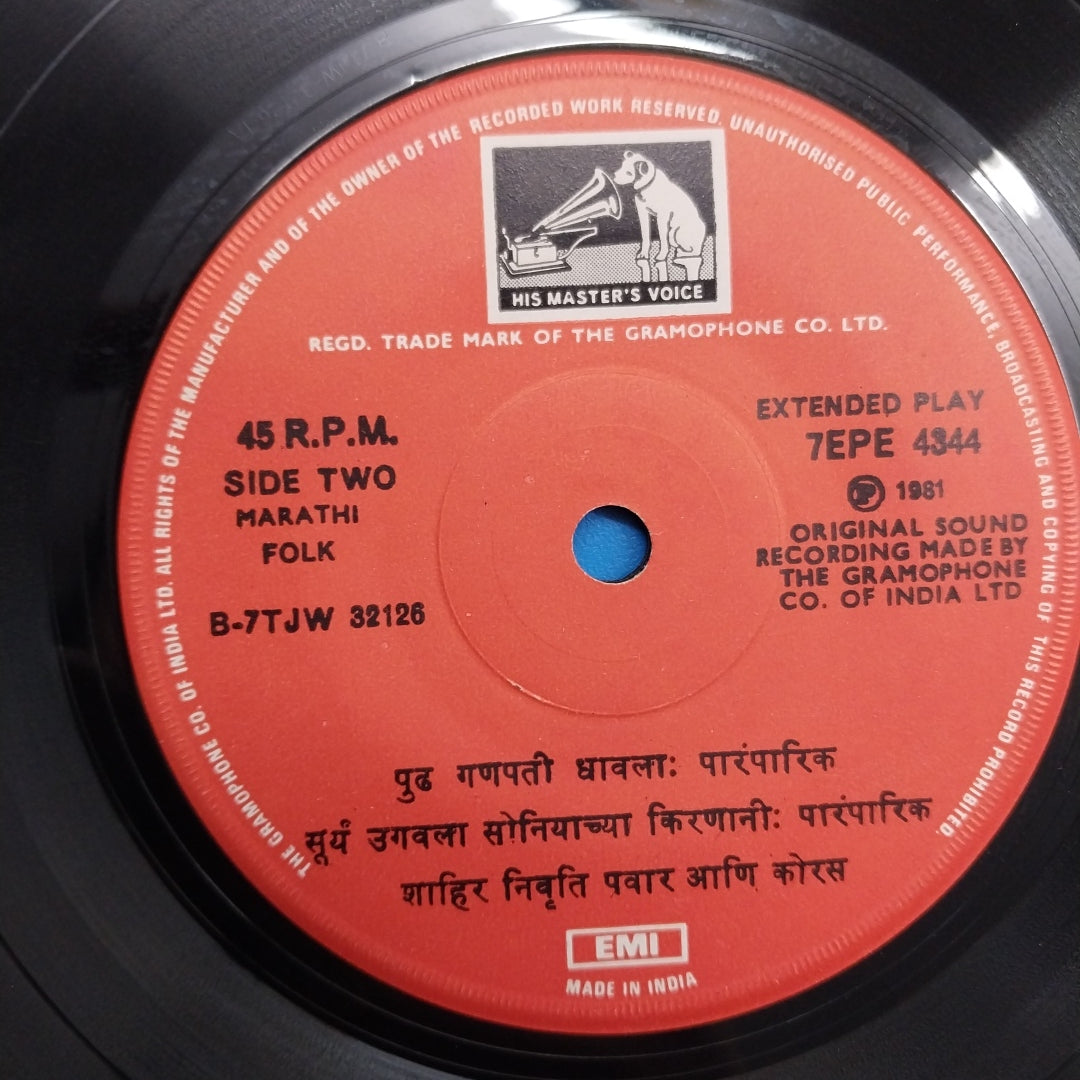 THE GRAMOPHONE CO. OF INDIA LTD. ALL RIGHTS OF THE MANUFACTURER AND OF THE OWNER OF THE RECORDED WORK RESERVED. UNAUTHORISED PUBLIC PERFORMANCE, BROADCASTING AND COPYING OF THIS RECORD PROHIBITED.
HIS MASTER'S VOICE
REGD. TRADE MARK OF THE GRAMOPHONE CO. LTD.
45 R.P.M.
SIDE TWO
MARATHI
FOLK
B-7TJW 32126
EXTENDED PLAY
7EPE 4344
Ⓟ 1981
ORIGINAL SOUND
RECORDING MADE BY
THE GRAMOPHONE
CO. OF INDIA LTD
पुढ गणपती धावला: पारंपारिक
सूर्यं उगवला सोनियाच्या किरणानी: पारंपारिक
शाहिर निवृति पवार आणि कोरस
EMI
MADE IN INDIA